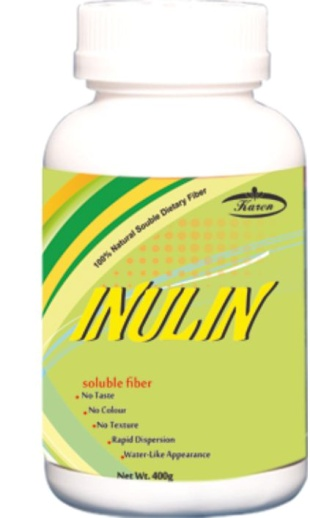 Karen
100% Natural Souble Dietary Fiber
INULIN
soluble fiber
No Taste
No Colour
No Texture
Rapid Dispersion
Water-Like Appearance
Net Wt. 400g